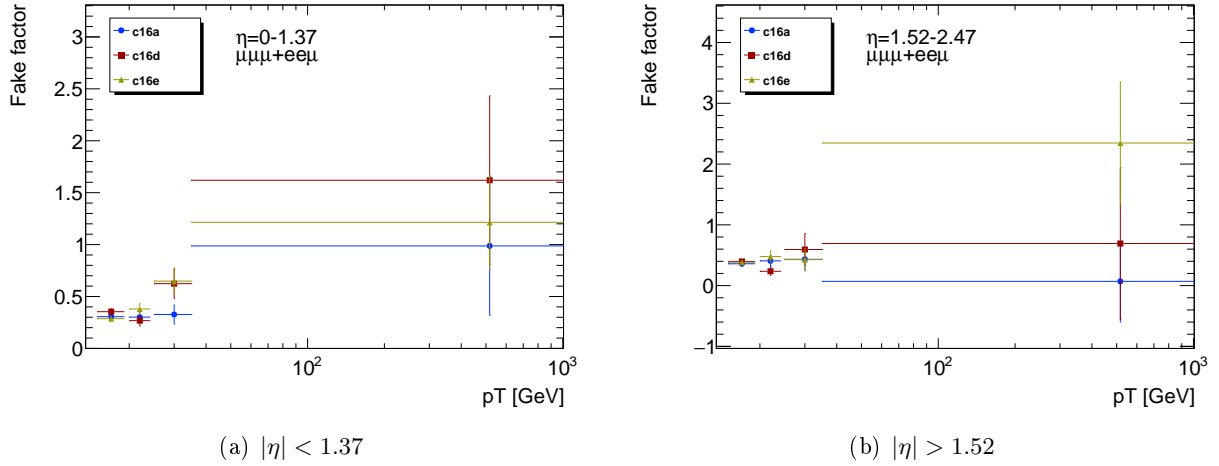 Fake factor
3
2.5
2
1.5
1
0.5
0
c16a
c16d
c16e
η=0-1.37
μμμ+eeμ
10²
10³
pT [GeV]
(a) |η| < 1.37
Fake factor
4
3
2
1
0
−1
c16a
c16d
c16e
η=1.52-2.47
μμμ+eeμ
10²
10³
pT [GeV]
(b) |η| > 1.52